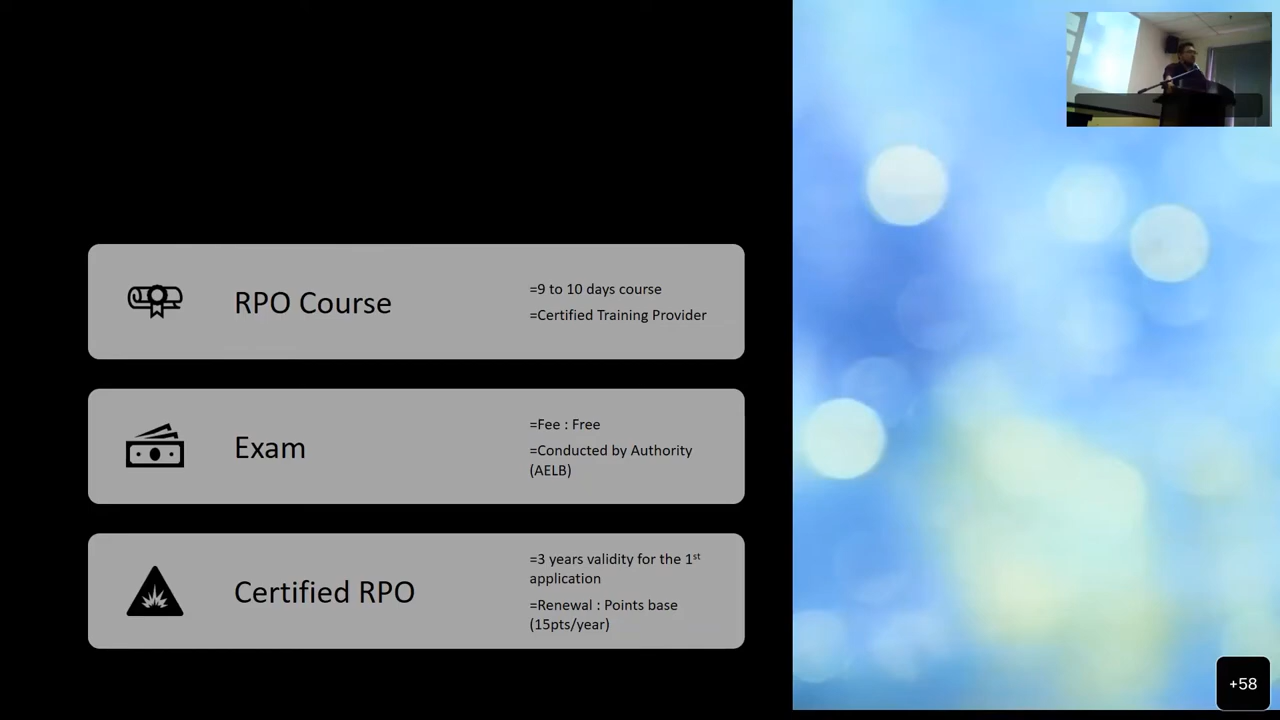 RPO Course
=9 to 10 days course
=Certified Training Provider
Exam
=Fee : Free
=Conducted by Authority
(AELB)
Certified RPO
=3 years validity for the 1st
application
=Renewal : Points base
(15pts/year)
+58